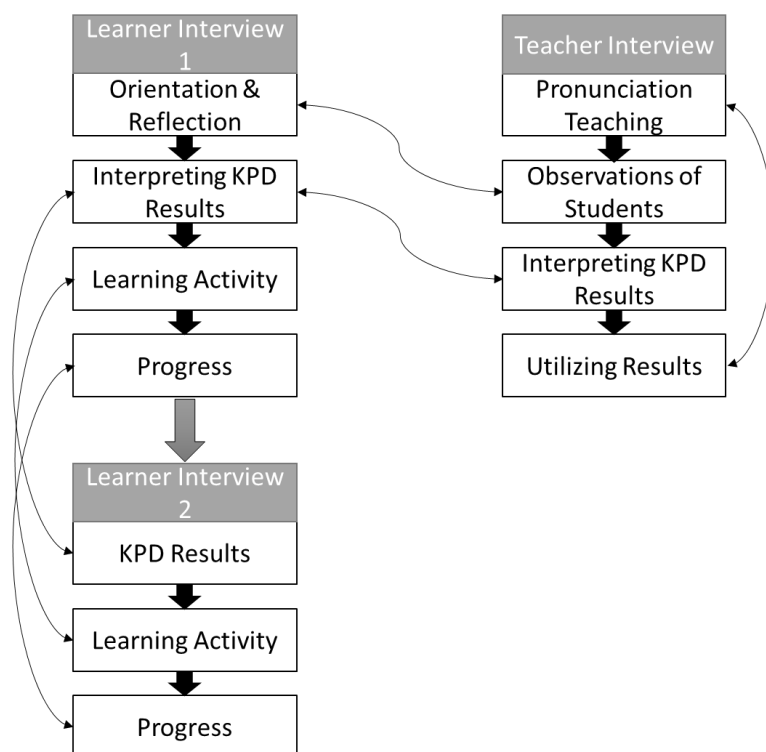 Learner Interview
1
Orientation &
Reflection
Interpreting KPD
Results
Learning Activity
Progress
Learner Interview
2
KPD Results
Learning Activity
Progress
Teacher Interview
Pronunciation
Teaching
Observations of
Students
Interpreting KPD
Results
Utilizing Results